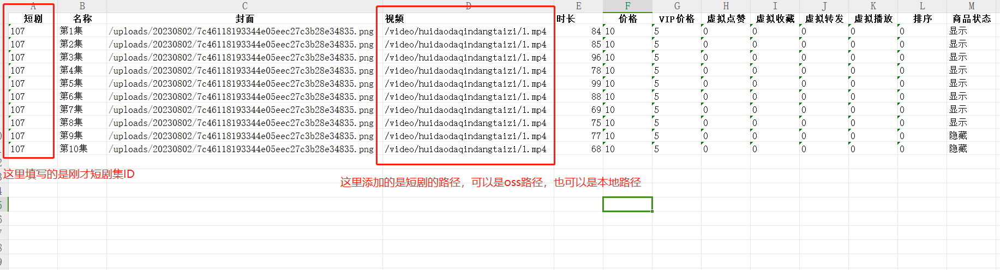 A B C D E F G H I J K L M
短剧 名称 封面 视频 时长 价格 VIP价格 虚拟点赞 虚拟收藏 虚拟转发 虚拟播放 排序 商品状态
107 第1集 /uploads/20230802/7c46118193344e05eec27c3b28e34835.png /video/huidaodaqindangtaizi/1.mp4 84 10 5 0 0 0 0 0 显示
107 第2集 /uploads/20230802/7c46118193344e05eec27c3b28e34835.png /video/huidaodaqindangtaizi/1.mp4 85 10 5 0 0 0 0 0 显示
107 第3集 /uploads/20230802/7c46118193344e05eec27c3b28e34835.png /video/huidaodaqindangtaizi/1.mp4 96 10 5 0 0 0 0 0 显示
107 第4集 /uploads/20230802/7c46118193344e05eec27c3b28e34835.png /video/huidaodaqindangtaizi/1.mp4 78 10 5 0 0 0 0 0 显示
107 第5集 /uploads/20230802/7c46118193344e05eec27c3b28e34835.png /video/huidaodaqindangtaizi/1.mp4 99 10 5 0 0 0 0 0 显示
107 第6集 /uploads/20230802/7c46118193344e05eec27c3b28e34835.png /video/huidaodaqindangtaizi/1.mp4 88 10 5 0 0 0 0 0 显示
107 第7集 /uploads/20230802/7c46118193344e05eec27c3b28e34835.png /video/huidaodaqindangtaizi/1.mp4 69 10 5 0 0 0 0 0 显示
107 第8集 /uploads/20230802/7c46118193344e05eec27c3b28e34835.png /video/huidaodaqindangtaizi/1.mp4 75 10 5 0 0 0 0 0 显示
107 第9集 /uploads/20230802/7c46118193344e05eec27c3b28e34835.png /video/huidaodaqindangtaizi/1.mp4 77 10 5 0 0 0 0 0 隐藏
107 第10集 /uploads/20230802/7c46118193344e05eec27c3b28e34835.png /video/huidaodaqindangtaizi/1.mp4 68 10 5 0 0 0 0 0 隐藏
这里填写的是刚才短剧集ID
这里添加的是短剧的路径，可以是oss路径，也可以是本地路径